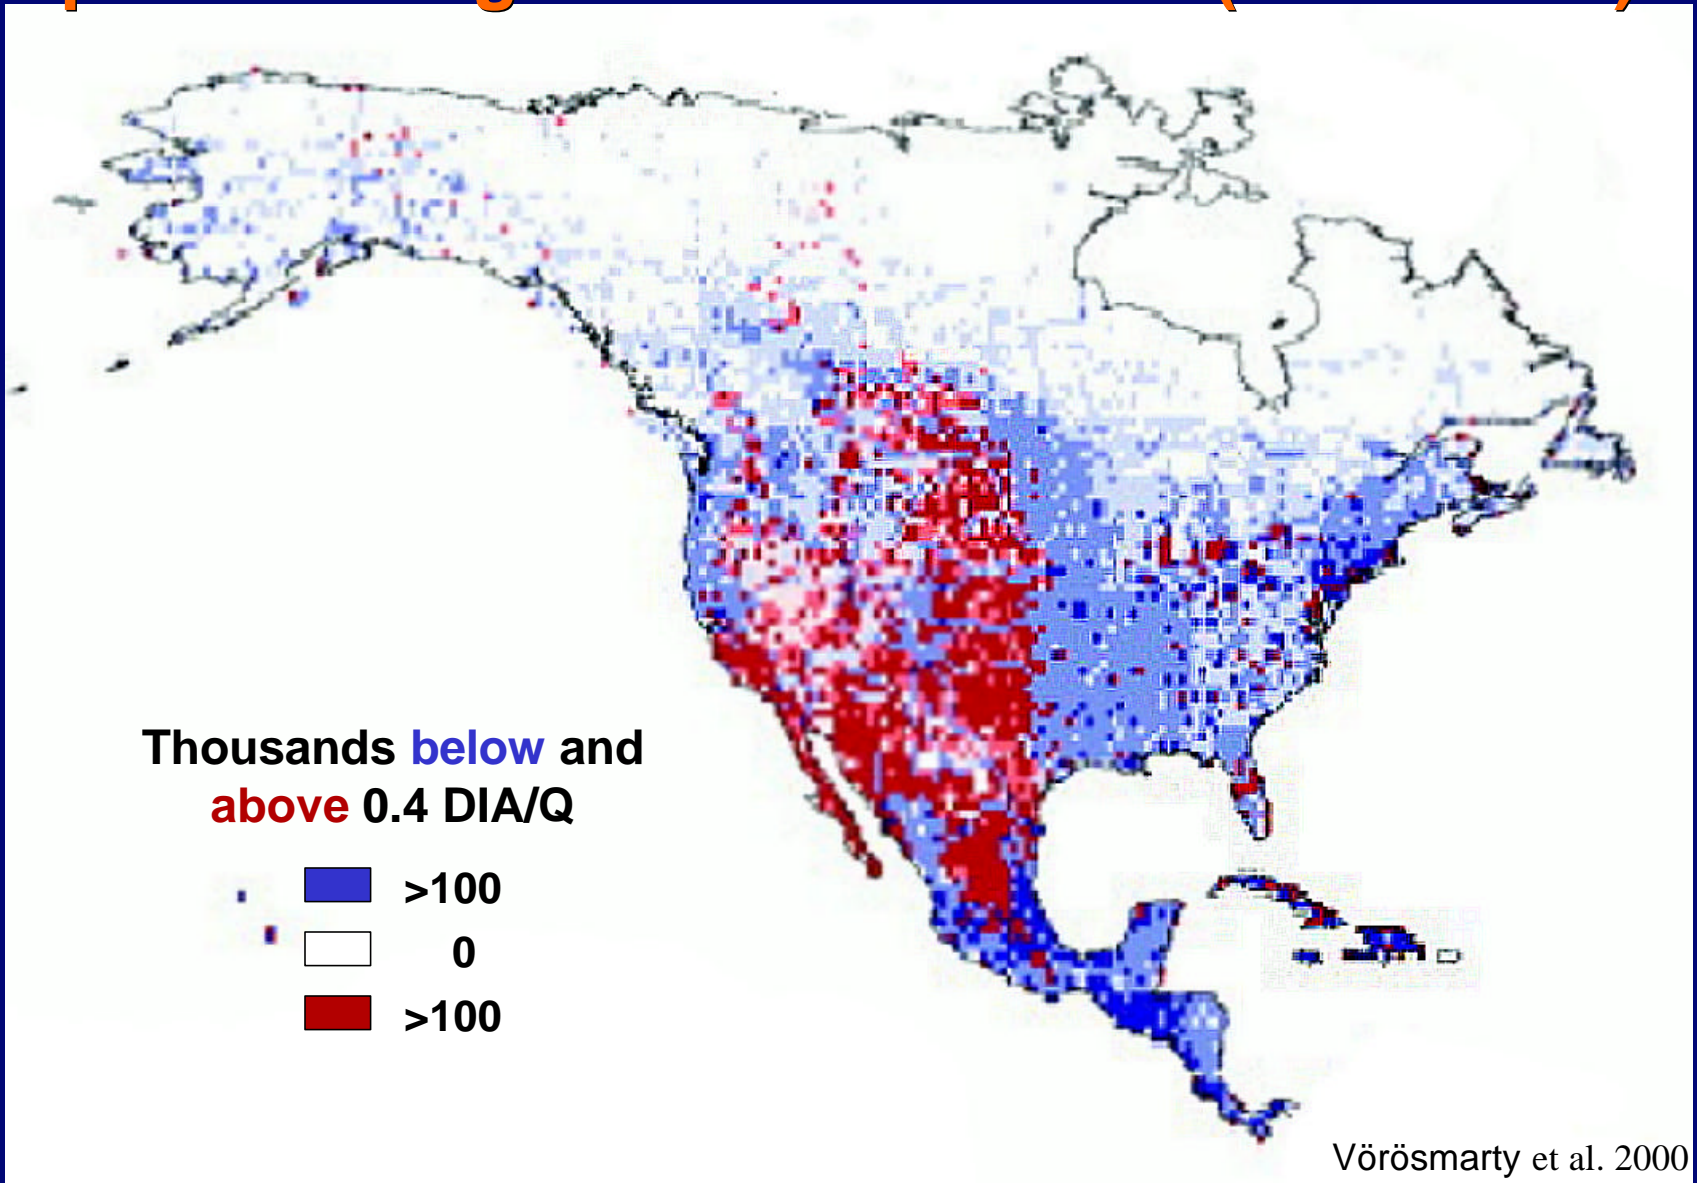 Thousands below and
above 0.4 DIA/Q
>100
0
>100
Vörösmarty et al. 2000